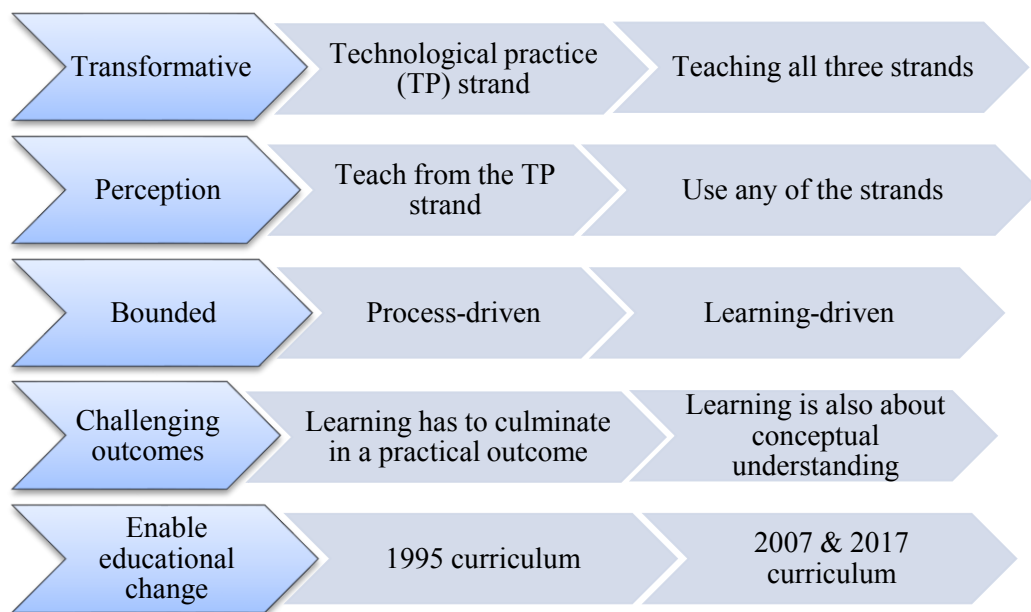 Transformative
Technological practice
(TP) strand
Teaching all three strands
Perception
Teach from the TP
strand
Use any of the strands
Bounded
Process-driven
Learning-driven
Challenging
outcomes
Learning has to culminate
in a practical outcome
Learning is also about
conceptual
understanding
Enable
educational
change
1995 curriculum
2007 & 2017
curriculum